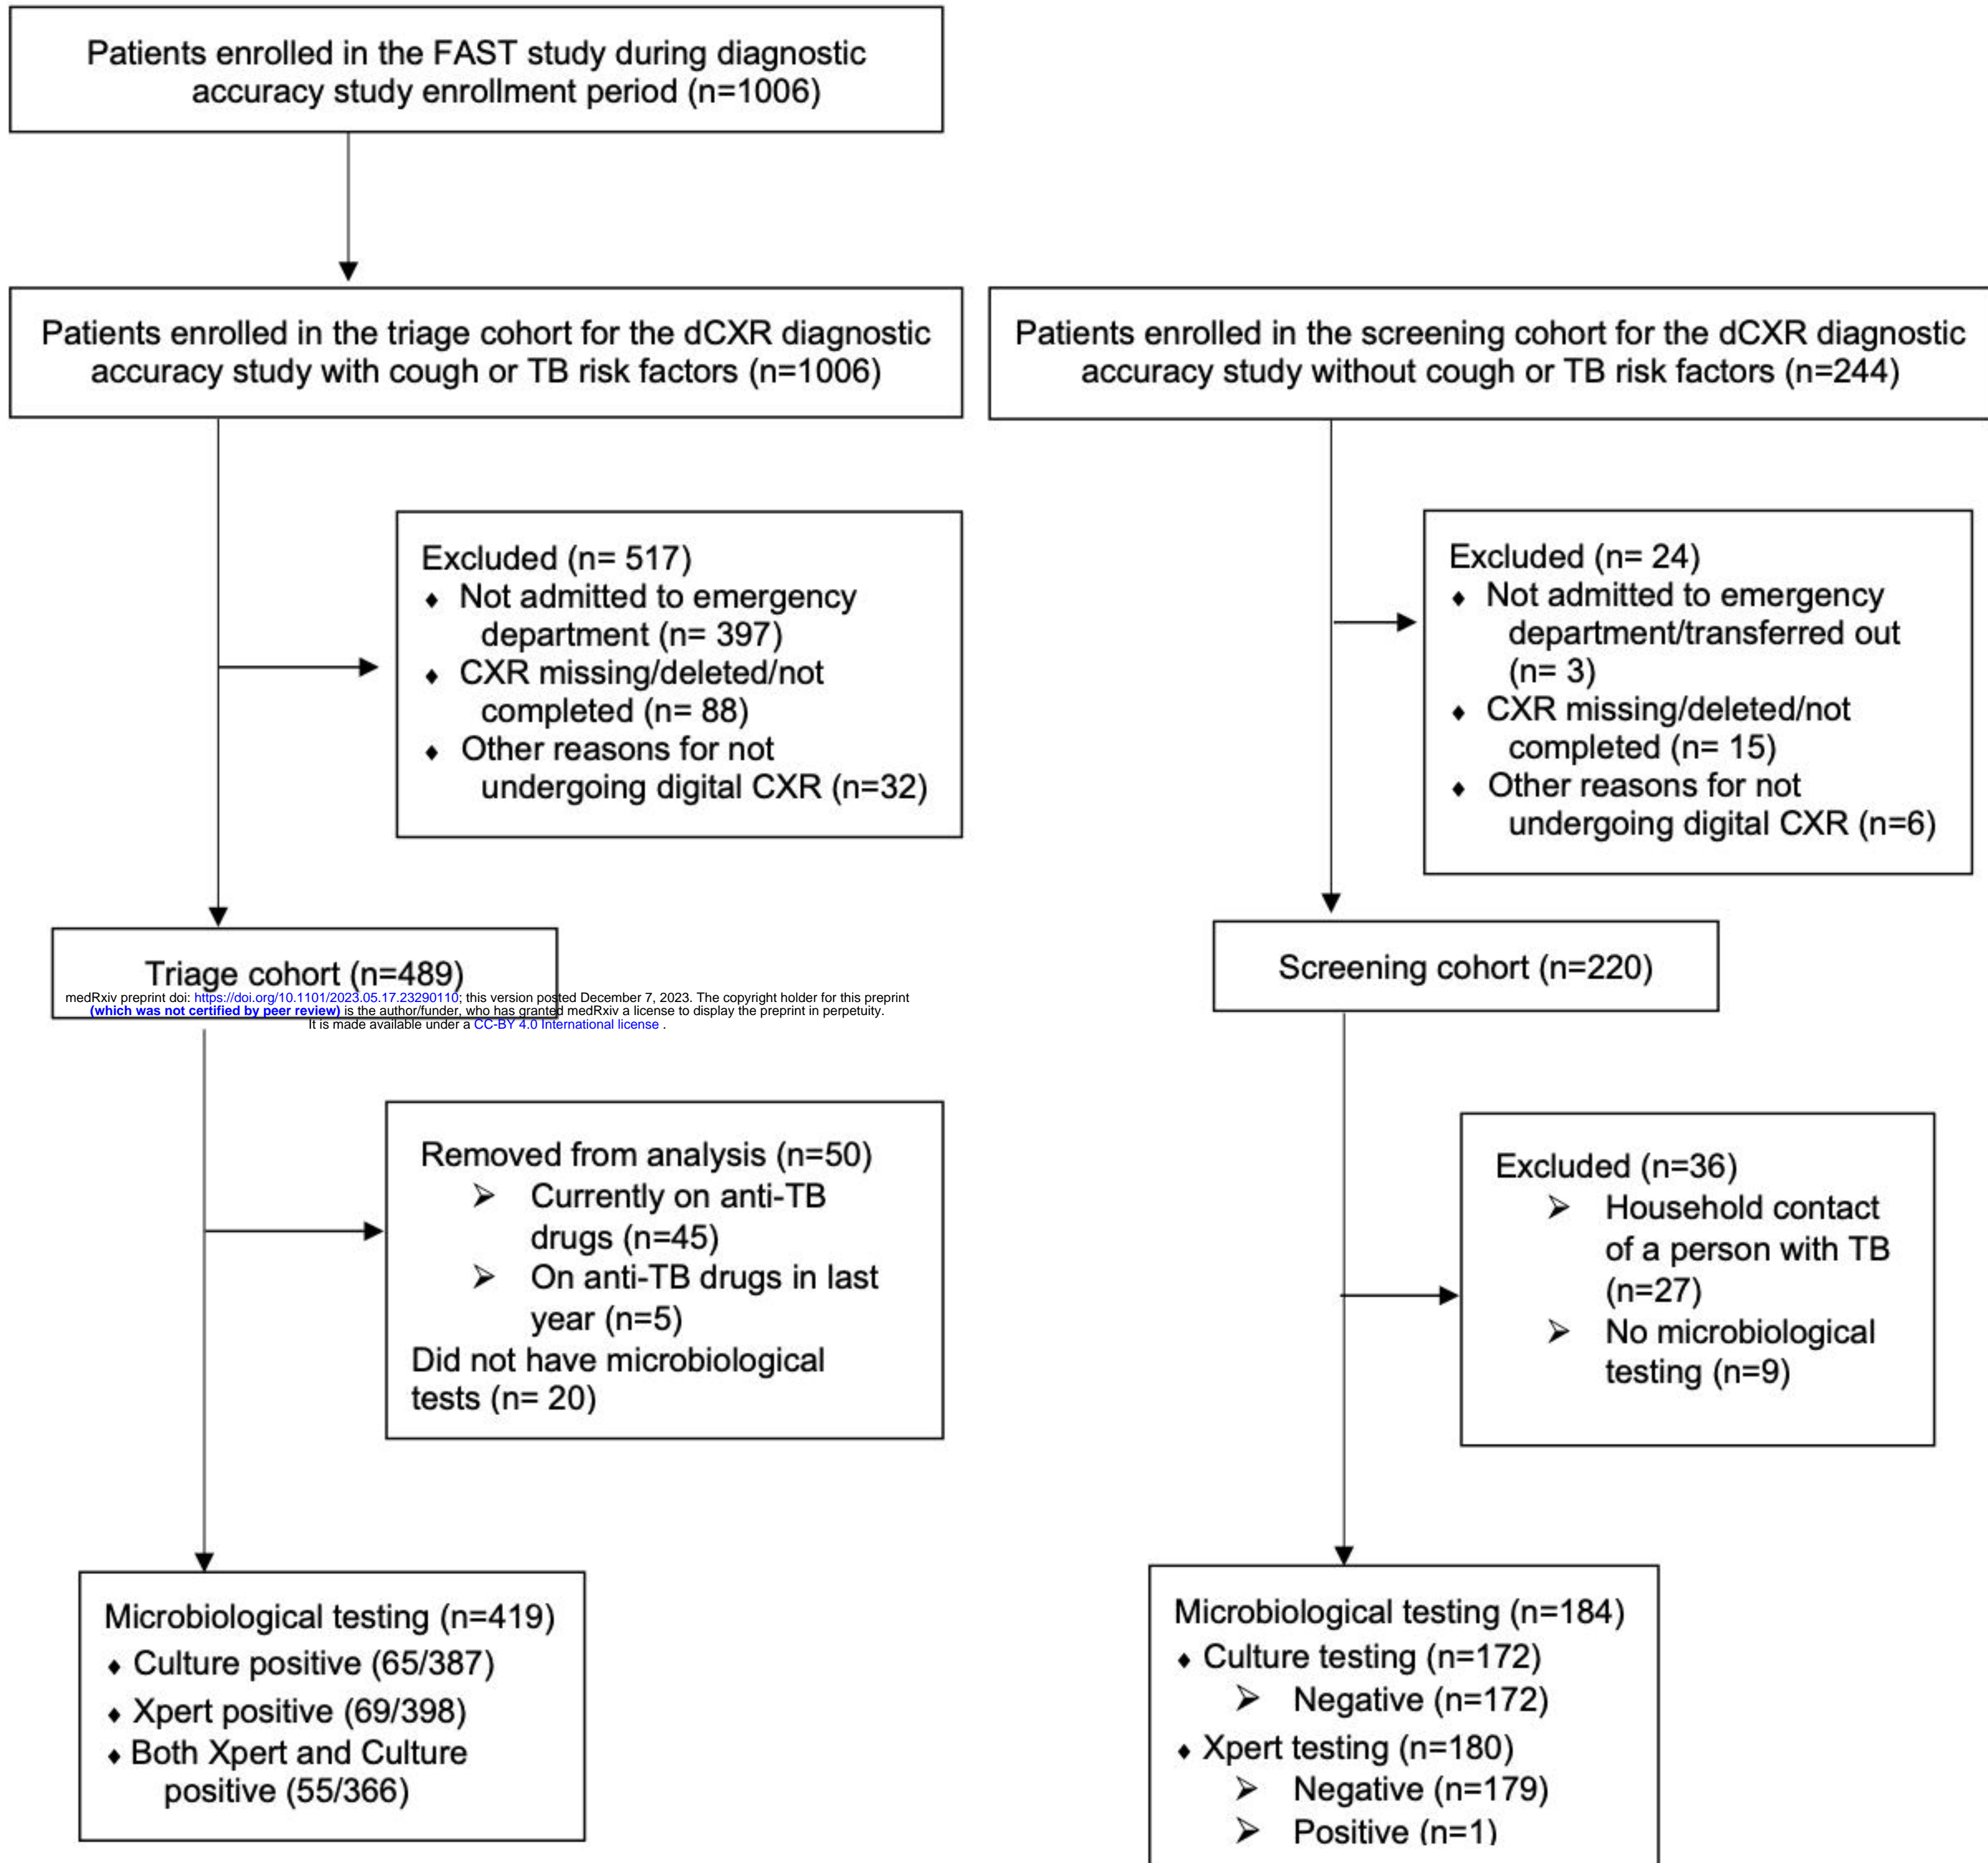 Patients enrolled in the FAST study during diagnostic
accuracy study enrollment period (n=1006)
Patients enrolled in the triage cohort for the dCXR diagnostic
accuracy study with cough or TB risk factors (n=1006)
Patients enrolled in the screening cohort for the dCXR diagnostic
accuracy study without cough or TB risk factors (n=244)
Excluded (n= 517)
♦ Not admitted to emergency
department (n= 397)
♦ CXR missing/deleted/not
completed (n= 88)
♦ Other reasons for not
undergoing digital CXR (n=32)
Excluded (n= 24)
♦ Not admitted to emergency
department/transferred out
(n= 3)
♦ CXR missing/deleted/not
completed (n= 15)
♦ Other reasons for not
undergoing digital CXR (n=6)
Triage cohort (n=489)
Screening cohort (n=220)
medRxiv preprint doi: https://doi.org/10.1101/2023.05.17.23290110; this version posted December 7, 2023. The copyright holder for this preprint
(which was not certified by peer review) is the author/funder, who has granted medRxiv a license to display the preprint in perpetuity.
It is made available under a CC-BY 4.0 International license .
Removed from analysis (n=50)
➢ Currently on anti-TB
drugs (n=45)
➢ On anti-TB drugs in last
year (n=5)
Did not have microbiological
tests (n= 20)
Excluded (n=36)
➢ Household contact
of a person with TB
(n=27)
➢ No microbiological
testing (n=9)
Microbiological testing (n=419)
♦ Culture positive (65/387)
♦ Xpert positive (69/398)
♦ Both Xpert and Culture
positive (55/366)
Microbiological testing (n=184)
♦ Culture testing (n=172)
➢ Negative (n=172)
♦ Xpert testing (n=180)
➢ Negative (n=179)
➢ Positive (n=1)